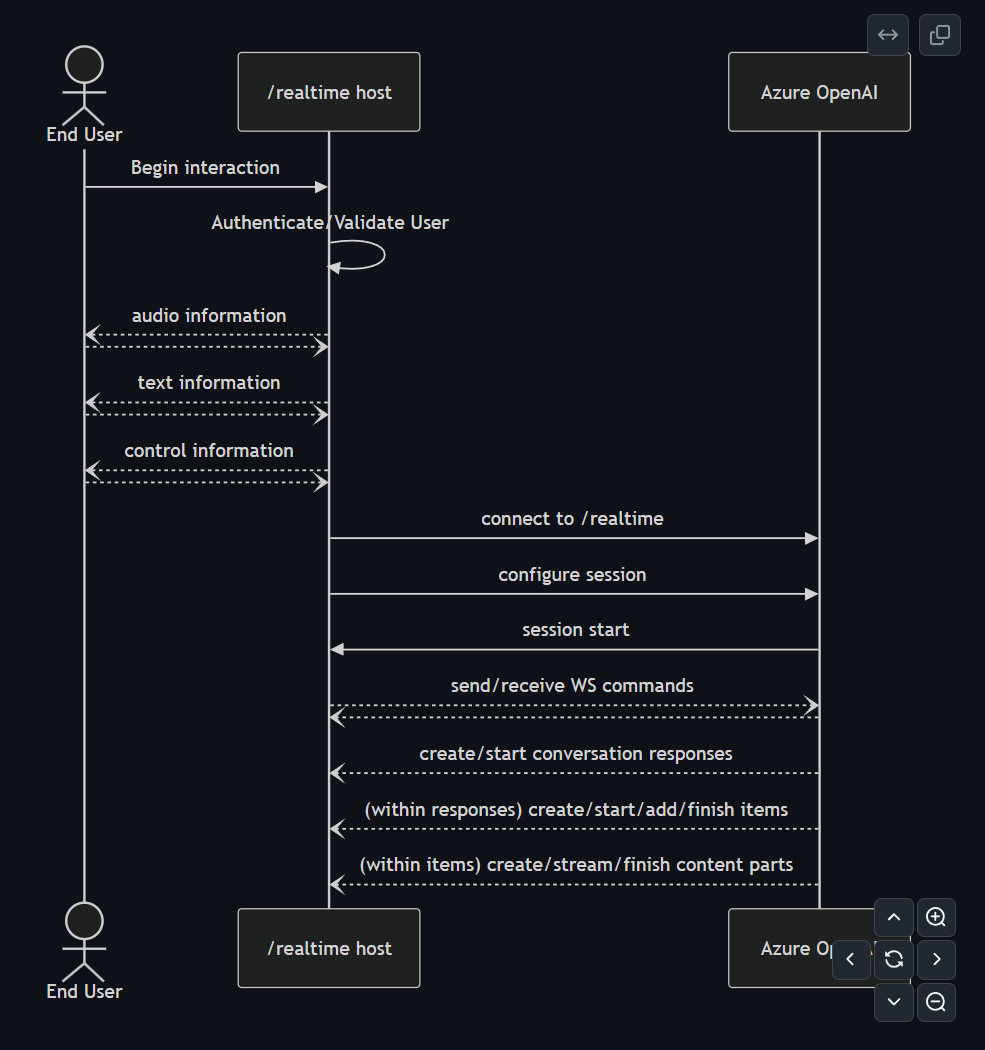 /realtime host
Azure OpenAI
End User
Begin interaction
Authenticate/Validate User
audio information
text information
control information
connect to /realtime
configure session
session start
send/receive WS commands
create/start conversation responses
(within responses) create/start/add/finish items
(within items) create/stream/finish content parts
/realtime host
Azure
End User